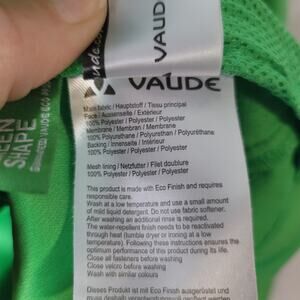 VAUD
vaude.co
VAUDE
EEN
SHAPE
VAUDE ECO
Main fabric / Hauptstoff / Tissu principal
Face / Aussenseite / Extérieur
100% Polyester / Polyester / Polyester
Membrane / Membran / Membrane
100% Polyurethane / Polyurethan / Polyuréthane
Backing / Innenseite / Intérieur
100% Polyester / Polyester / Polyester
Mesh lining / Netzfutter / Filet doublure
100% Polyester / Polyester / Polyester
This product is made with Eco Finish and requires
responsible care.
Wash at a low temperature and use a small amount
of mild liquid detergent. Do not use fabric softener.
After washing an additional rinse is required.
The water-repellent finish needs to be reactivated
through heat (tumble dryer or ironing at a low
temperature). Following these instructions ensures the
optimum performance of this product during its life.
Close all fasteners before washing
Close velcro before washing
Wash with similar colours
Dieses Produkt ist mit Eco Finish ausgerüstet und